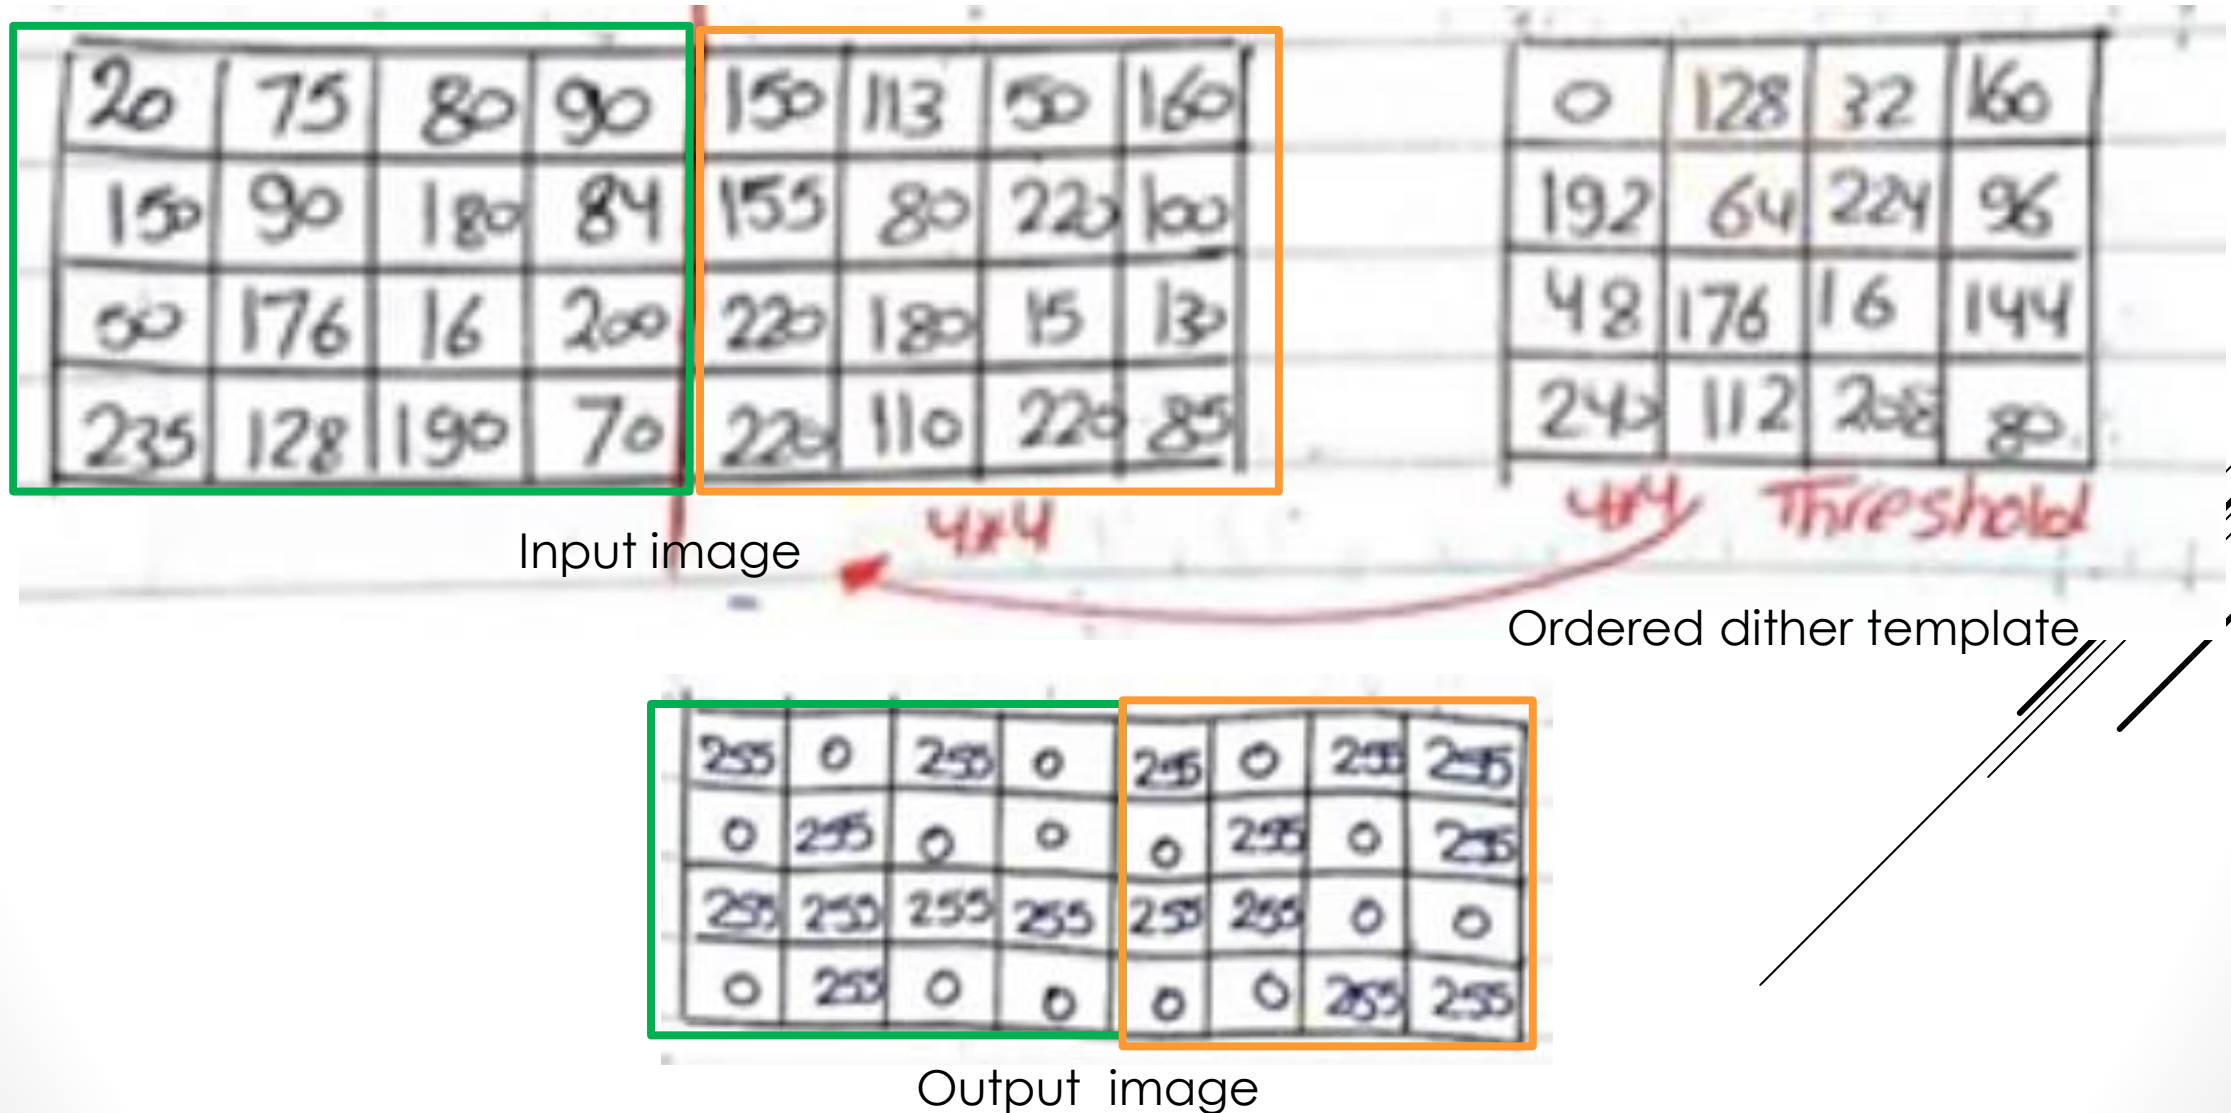 20 75 80 90 150 113 50 160
150 90 180 84 155 80 220 100
50 176 16 200 220 180 15 130
235 128 190 70 220 110 220 85
0 128 32 160
192 64 224 96
48 176 16 144
240 112 208 80
4x4
4x4 Threshold
Input image
Ordered dither template
255 0 255 0 255 0 255 255
0 255 0 0 0 255 0 255
255 255 255 255 255 255 0 0
0 255 0 0 0 0 255 255
Output image